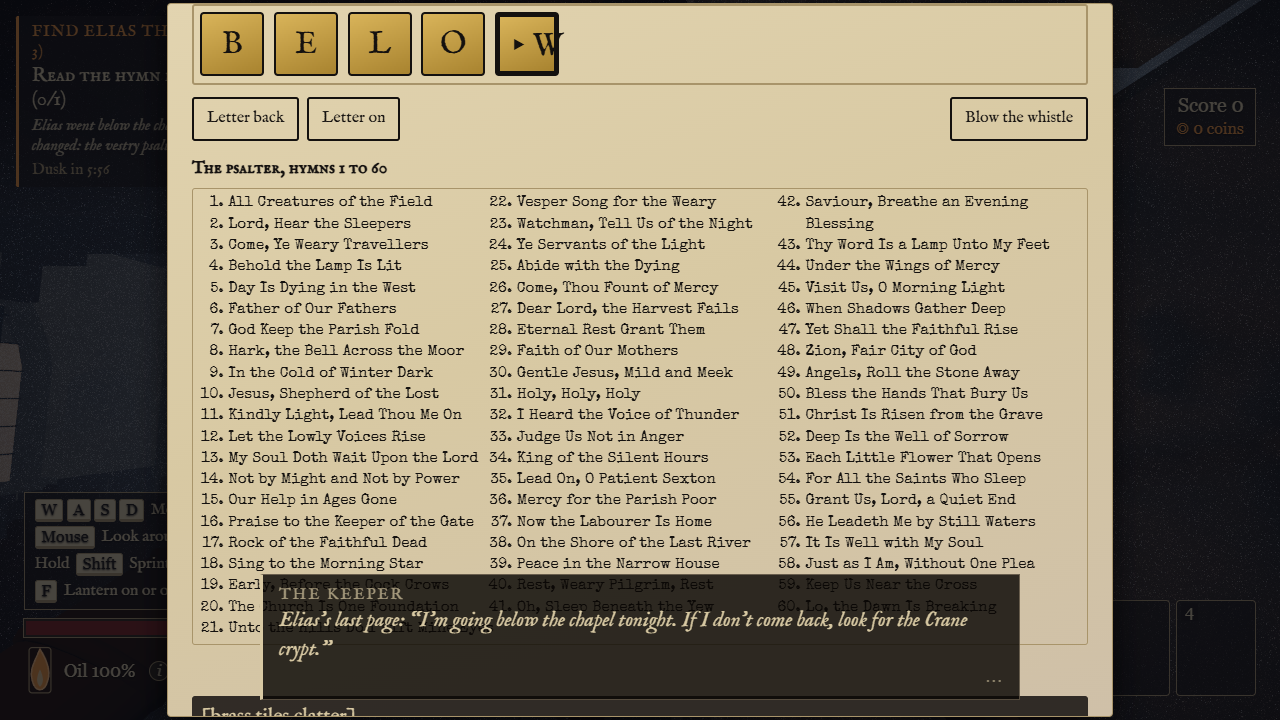 FIND ELIAS TH
3)
READ THE HYMN
(0/1)
Elias went below the ch
changed: the vestry psal
Dusk in 5:56
B E L O ▸ W
Letter back
Letter on
Blow the whistle
Score 0
0 coins
THE PSALTER, HYMNS 1 TO 60
1. All Creatures of the Field
2. Lord, Hear the Sleepers
3. Come, Ye Weary Travellers
4. Behold the Lamp Is Lit
5. Day Is Dying in the West
6. Father of Our Fathers
7. God Keep the Parish Fold
8. Hark, the Bell Across the Moor
9. In the Cold of Winter Dark
10. Jesus, Shepherd of the Lost
11. Kindly Light, Lead Thou Me On
12. Let the Lowly Voices Rise
13. My Soul Doth Wait Upon the Lord
14. Not by Might and Not by Power
15. Our Help in Ages Gone
16. Praise to the Keeper of the Gate
17. Rock of the Faithful Dead
18. Sing to the Morning Star
19. Early, Before the Cock Crows
20. The Church Is One Foundation
21. Unto the Hills Do I Lift Mine Eyes
22. Vesper Song for the Weary
23. Watchman, Tell Us of the Night
24. Ye Servants of the Light
25. Abide with the Dying
26. Come, Thou Fount of Mercy
27. Dear Lord, the Harvest Fails
28. Eternal Rest Grant Them
29. Faith of Our Mothers
30. Gentle Jesus, Mild and Meek
31. Holy, Holy, Holy
32. I Heard the Voice of Thunder
33. Judge Us Not in Anger
34. King of the Silent Hours
35. Lead On, O Patient Sexton
36. Mercy for the Parish Poor
37. Now the Labourer Is Home
38. On the Shore of the Last River
39. Peace in the Narrow House
40. Rest, Weary Pilgrim, Rest
41. Oh, Sleep Beneath the Yew
42. Saviour, Breathe an Evening
Blessing
43. Thy Word Is a Lamp Unto My Feet
44. Under the Wings of Mercy
45. Visit Us, O Morning Light
46. When Shadows Gather Deep
47. Yet Shall the Faithful Rise
48. Zion, Fair City of God
49. Angels, Roll the Stone Away
50. Bless the Hands That Bury Us
51. Christ Is Risen from the Grave
52. Deep Is the Well of Sorrow
53. Each Little Flower That Opens
54. For All the Saints Who Sleep
55. Grant Us, Lord, a Quiet End
56. He Leadeth Me by Still Waters
57. It Is Well with My Soul
58. Just as I Am, Without One Plea
59. Keep Us Near the Cross
60. Lo, the Dawn Is Breaking
W A S D M
Mouse Look arou
Hold Shift Sprin
F Lantern on or o
Oil 100% i
4
THE KEEPER
Elias's last page: “I'm going below the chapel tonight. If I don't come back, look for the Crane
crypt.”
...
[brass tiles clatter]